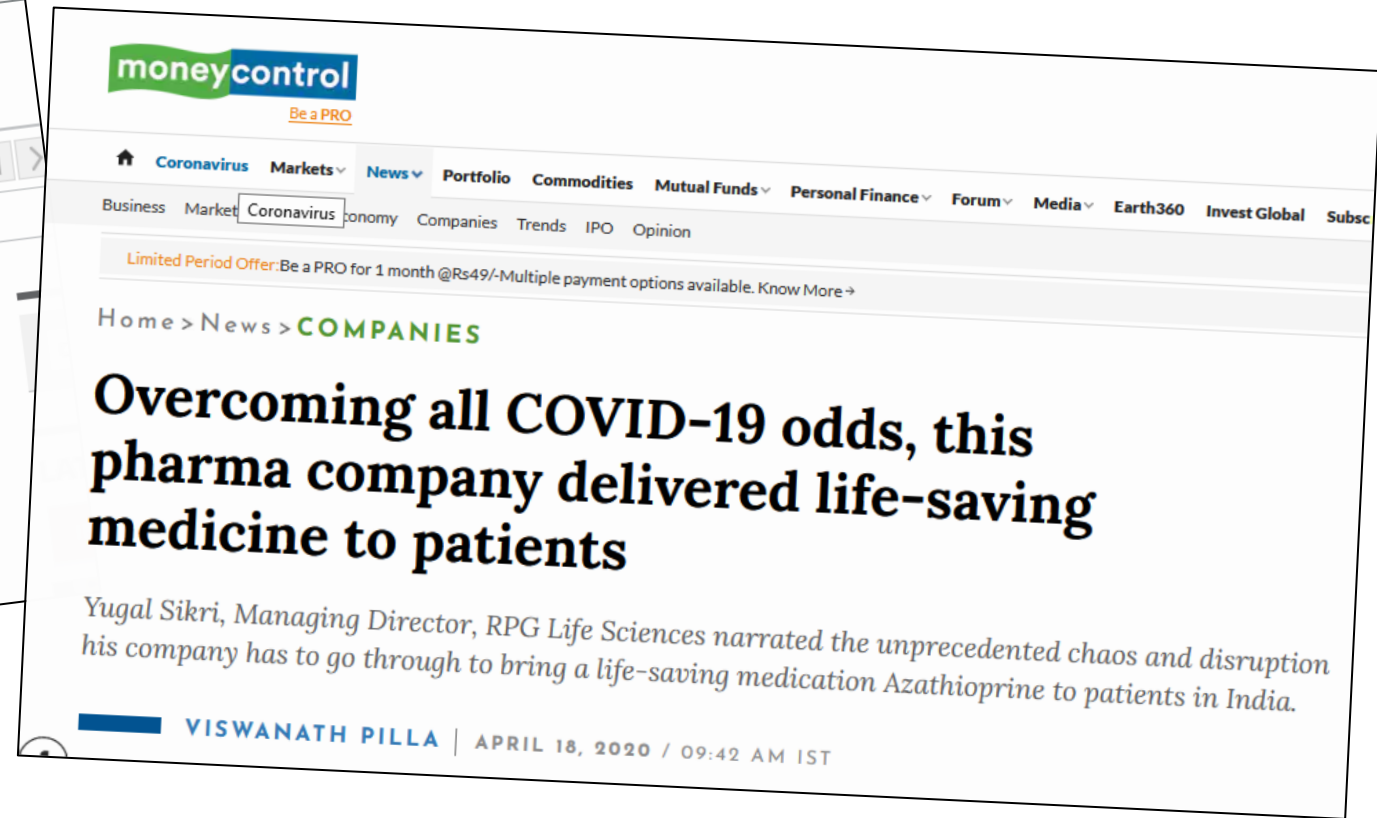 moneycontrol
Be a PRO
Coronavirus Markets News Portfolio Commodities Mutual Funds Personal Finance Forum Media Earth360 Invest Global Subsc
Business Market Coronavirus conomy Companies Trends IPO Opinion
Limited Period Offer:Be a PRO for 1 month @Rs49/-Multiple payment options available. Know More→
Home > News > COMPANIES
Overcoming all COVID-19 odds, this
pharma company delivered life-saving
medicine to patients
Yugal Sikri, Managing Director, RPG Life Sciences narrated the unprecedented chaos and disruption
his company has to go through to bring a life-saving medication Azathioprine to patients in India.
VISWANATH PILLA | APRIL 18, 2020 / 09:42 AM IST